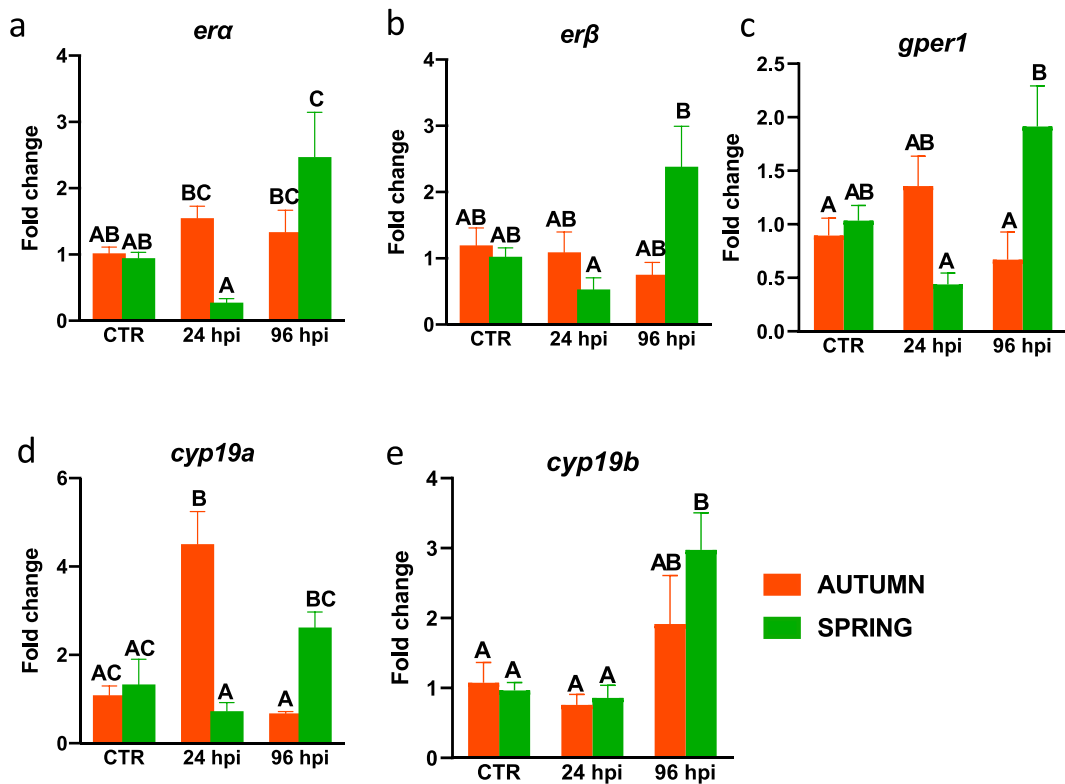 a
erα
Fold change
4
3
2
1
0
AB
AB
BC
A
BC
C
CTR
24 hpi
96 hpi
b
erβ
Fold change
4
3
2
1
0
AB
AB
AB
A
AB
B
CTR
24 hpi
96 hpi
c
gper1
Fold change
2.5
2.0
1.5
1.0
0.5
0.0
A
AB
AB
A
A
B
CTR
24 hpi
96 hpi
d
cyp19a
Fold change
6
4
2
0
AC
AC
B
A
A
BC
CTR
24 hpi
96 hpi
e
cyp19b
Fold change
4
3
2
1
0
A
A
A
A
AB
B
CTR
24 hpi
96 hpi
AUTUMN
SPRING